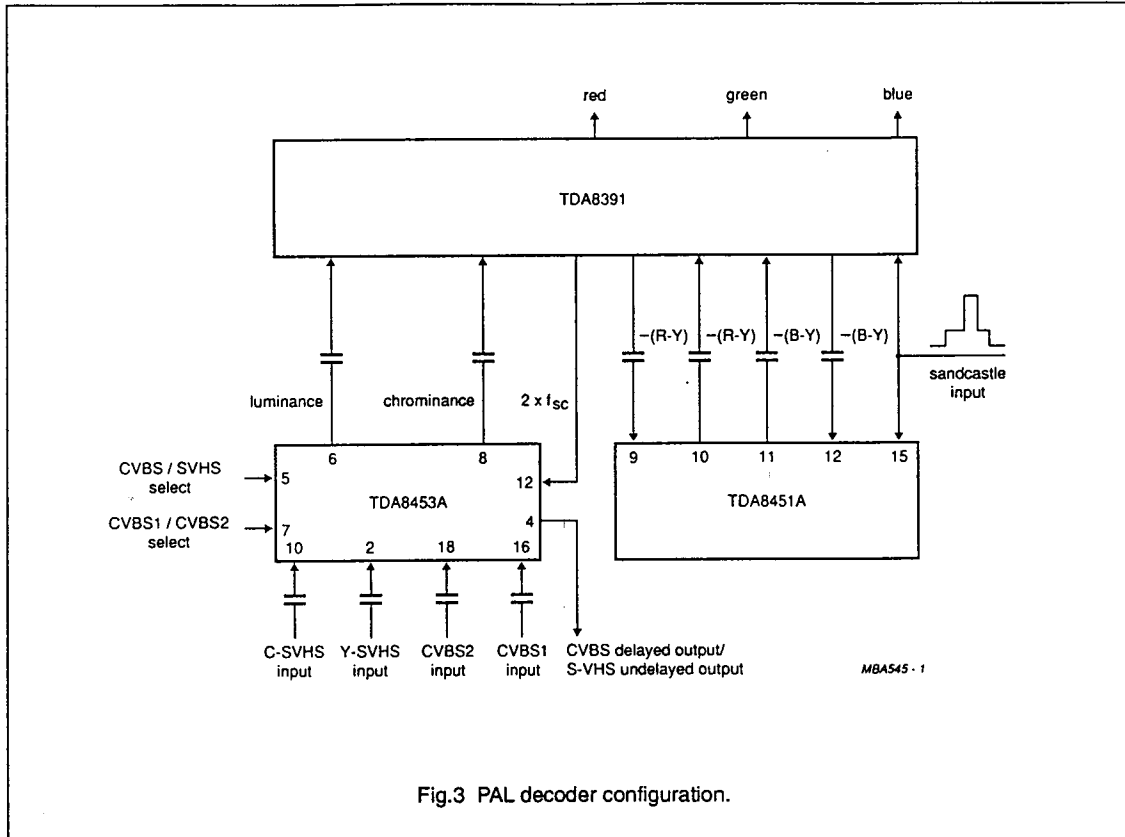 red green blue
TDA8391
–(R-Y) –(R-Y) –(B-Y) –(B-Y)
sandcastle
input
luminance chrominance 2 x fsc
6 8 9 10 11 12 15
CVBS / SVHS
select
5 12
TDA8453A TDA8451A
CVBS1 / CVBS2
select
7 4
10 2 18 16
C-SVHS
input
Y-SVHS
input
CVBS2
input
CVBS1
input
CVBS delayed output/
S-VHS undelayed output
MBA545 - 1
Fig.3 PAL decoder configuration.